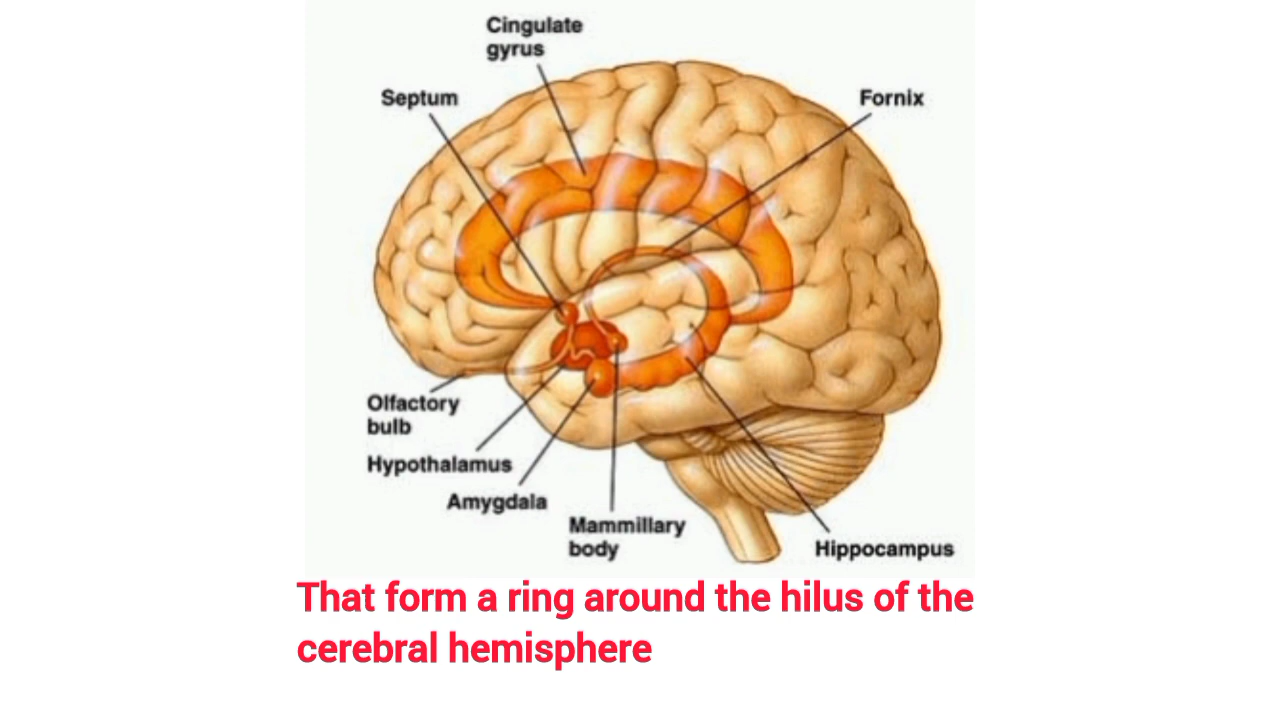 Cingulate
gyrus
Septum
Fornix
Olfactory
bulb
Hypothalamus
Amygdala
Mammillary
body
Hippocampus
That form a ring around the hilus of the
cerebral hemisphere